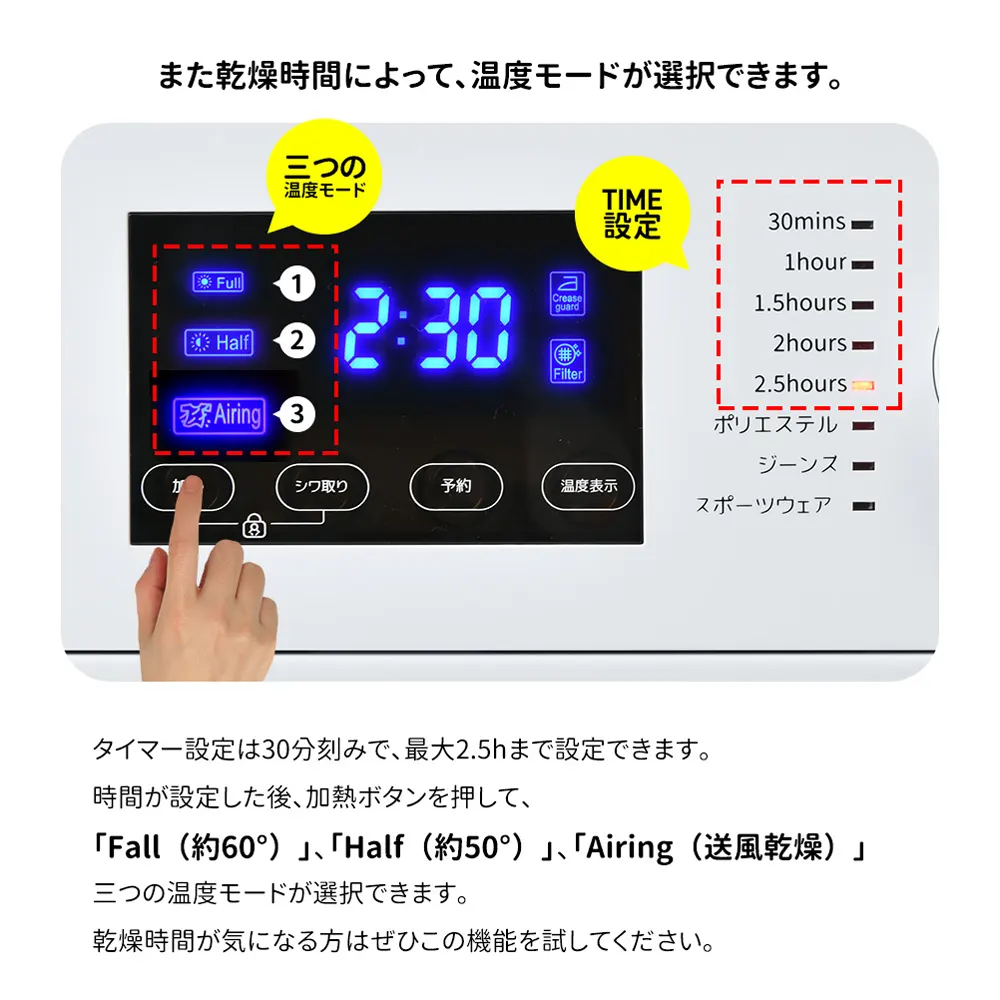 また乾燥時間によって、温度モードが選択できます。
三つの
温度モード
TIME
設定
Full
1
Half
2
Airing
3
2:30
Crease
guard
Filter
30mins
1hour
1.5hours
2hours
2.5hours
ポリエステル
ジーンズ
スポーツウェア
加
シワ取り
予約
温度表示
タイマー設定は30分刻みで、最大2.5hまで設定できます。
時間が設定した後、加熱ボタンを押して、
「Fall（約60°）」、「Half（約50°）」、「Airing（送風乾燥）」
三つの温度モードが選択できます。
乾燥時間が気になる方はぜひこの機能を試してください。